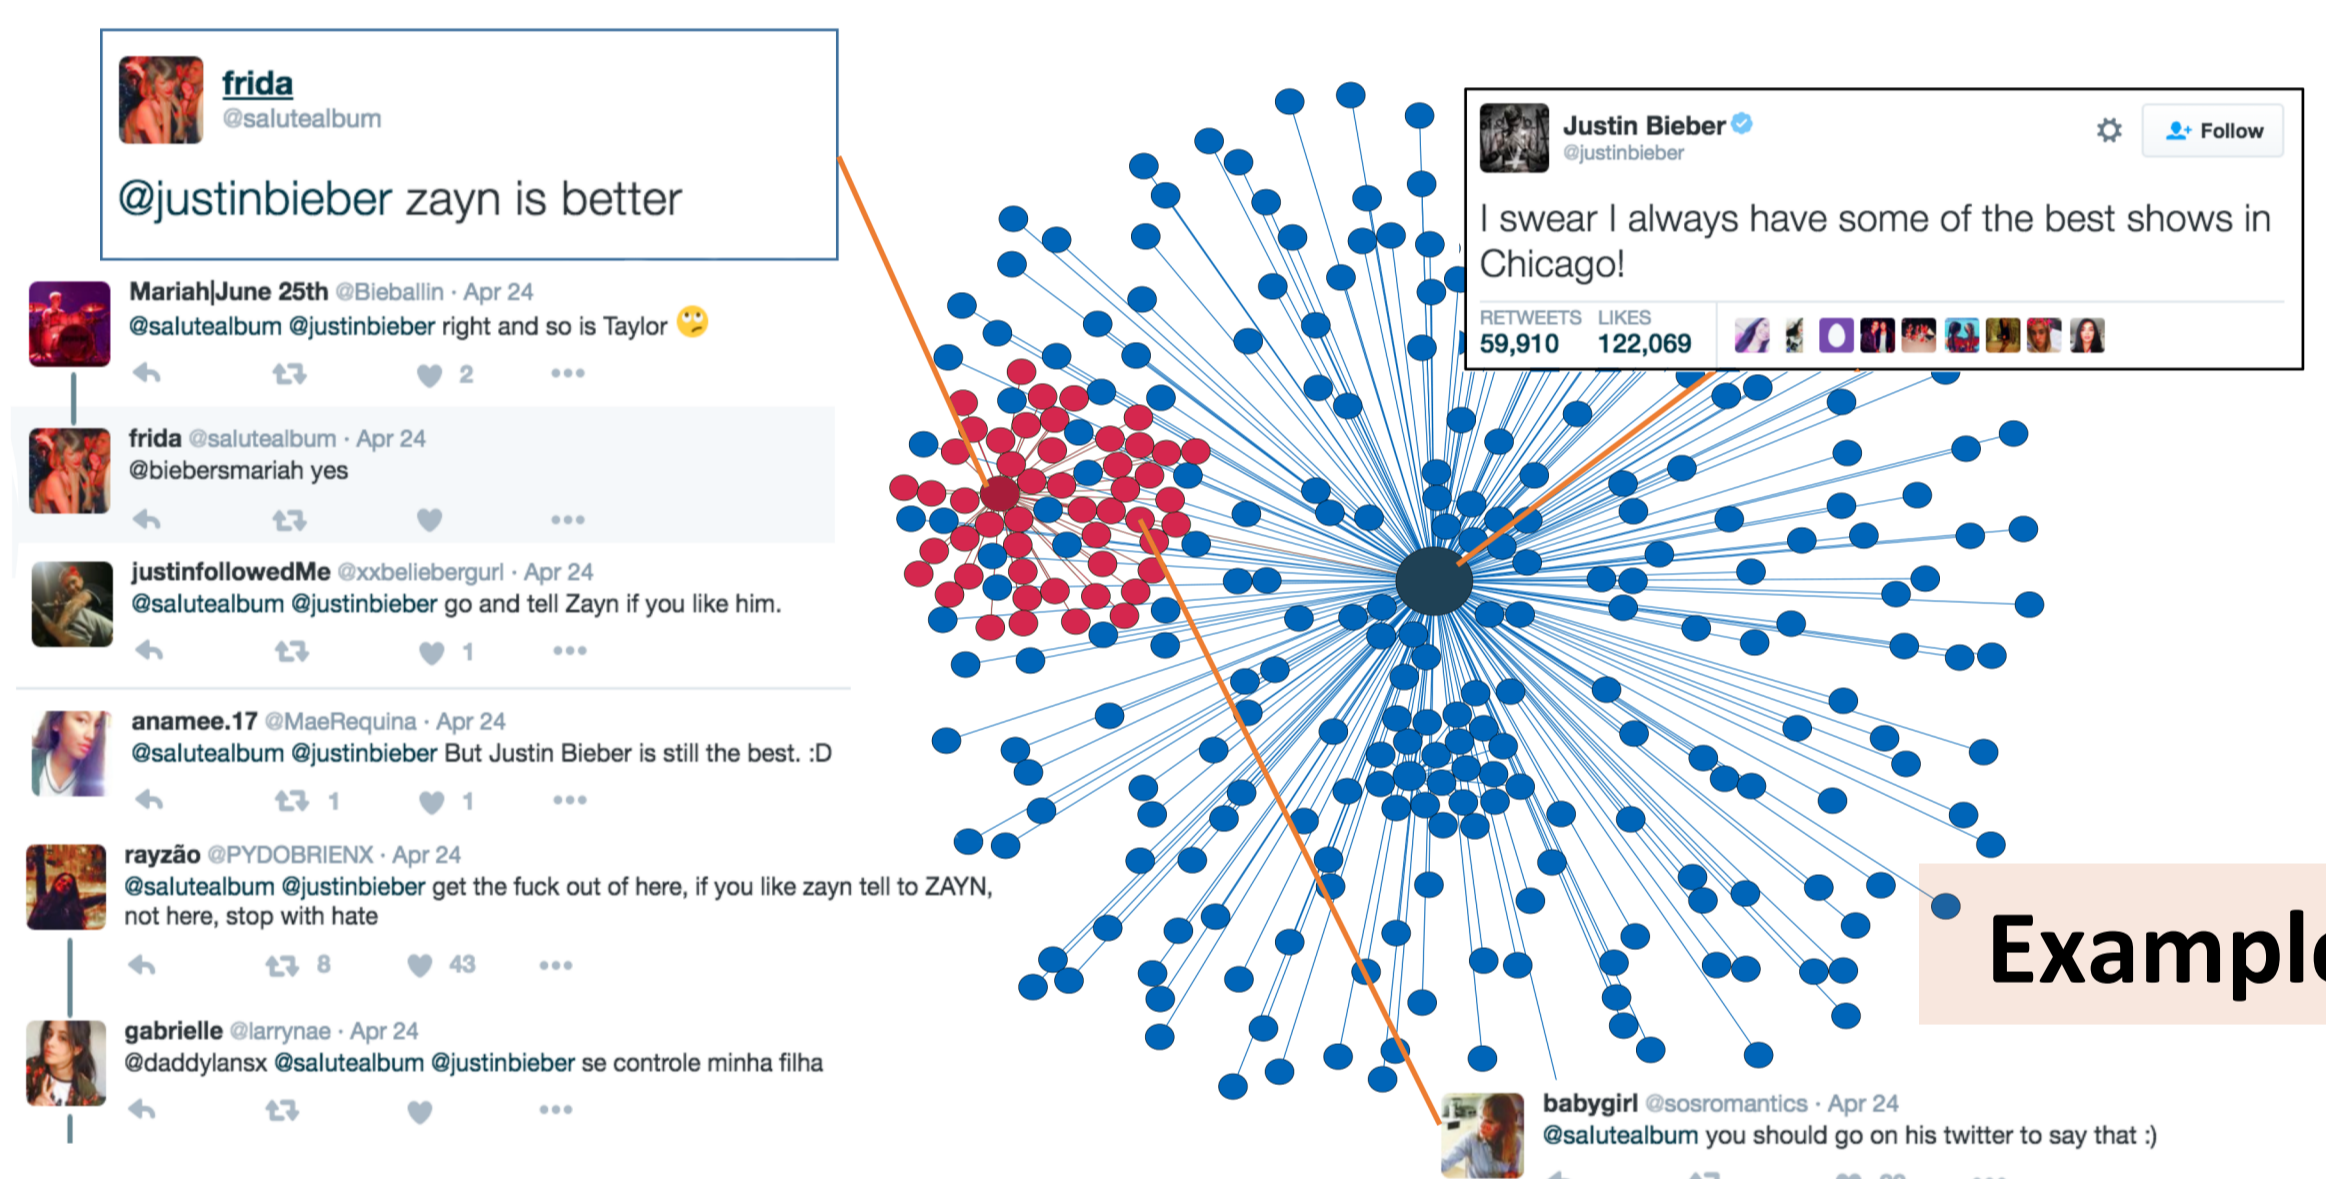 frida
@salutealbum
@justinbieber zayn is better
Mariah|June 25th @Bieballin · Apr 24
@salutealbum @justinbieber right and so is Taylor 🙄
2
frida @salutealbum · Apr 24
@biebersmariah yes
justinfollowedMe @xxbeliebergurl · Apr 24
@salutealbum @justinbieber go and tell Zayn if you like him.
1
anamee.17 @MaeRequina · Apr 24
@salutealbum @justinbieber But Justin Bieber is still the best. :D
1 1
rayzão @PYDOBRIENX · Apr 24
@salutealbum @justinbieber get the fuck out of here, if you like zayn tell to ZAYN,
not here, stop with hate
8 43
gabrielle @larrynae · Apr 24
@daddylansx @salutealbum @justinbieber se controle minha filha
Justin Bieber
@justinbieber
Follow
I swear I always have some of the best shows in
Chicago!
RETWEETS LIKES
59,910 122,069
Example
babygirl @sosromantics · Apr 24
@salutealbum you should go on his twitter to say that :)